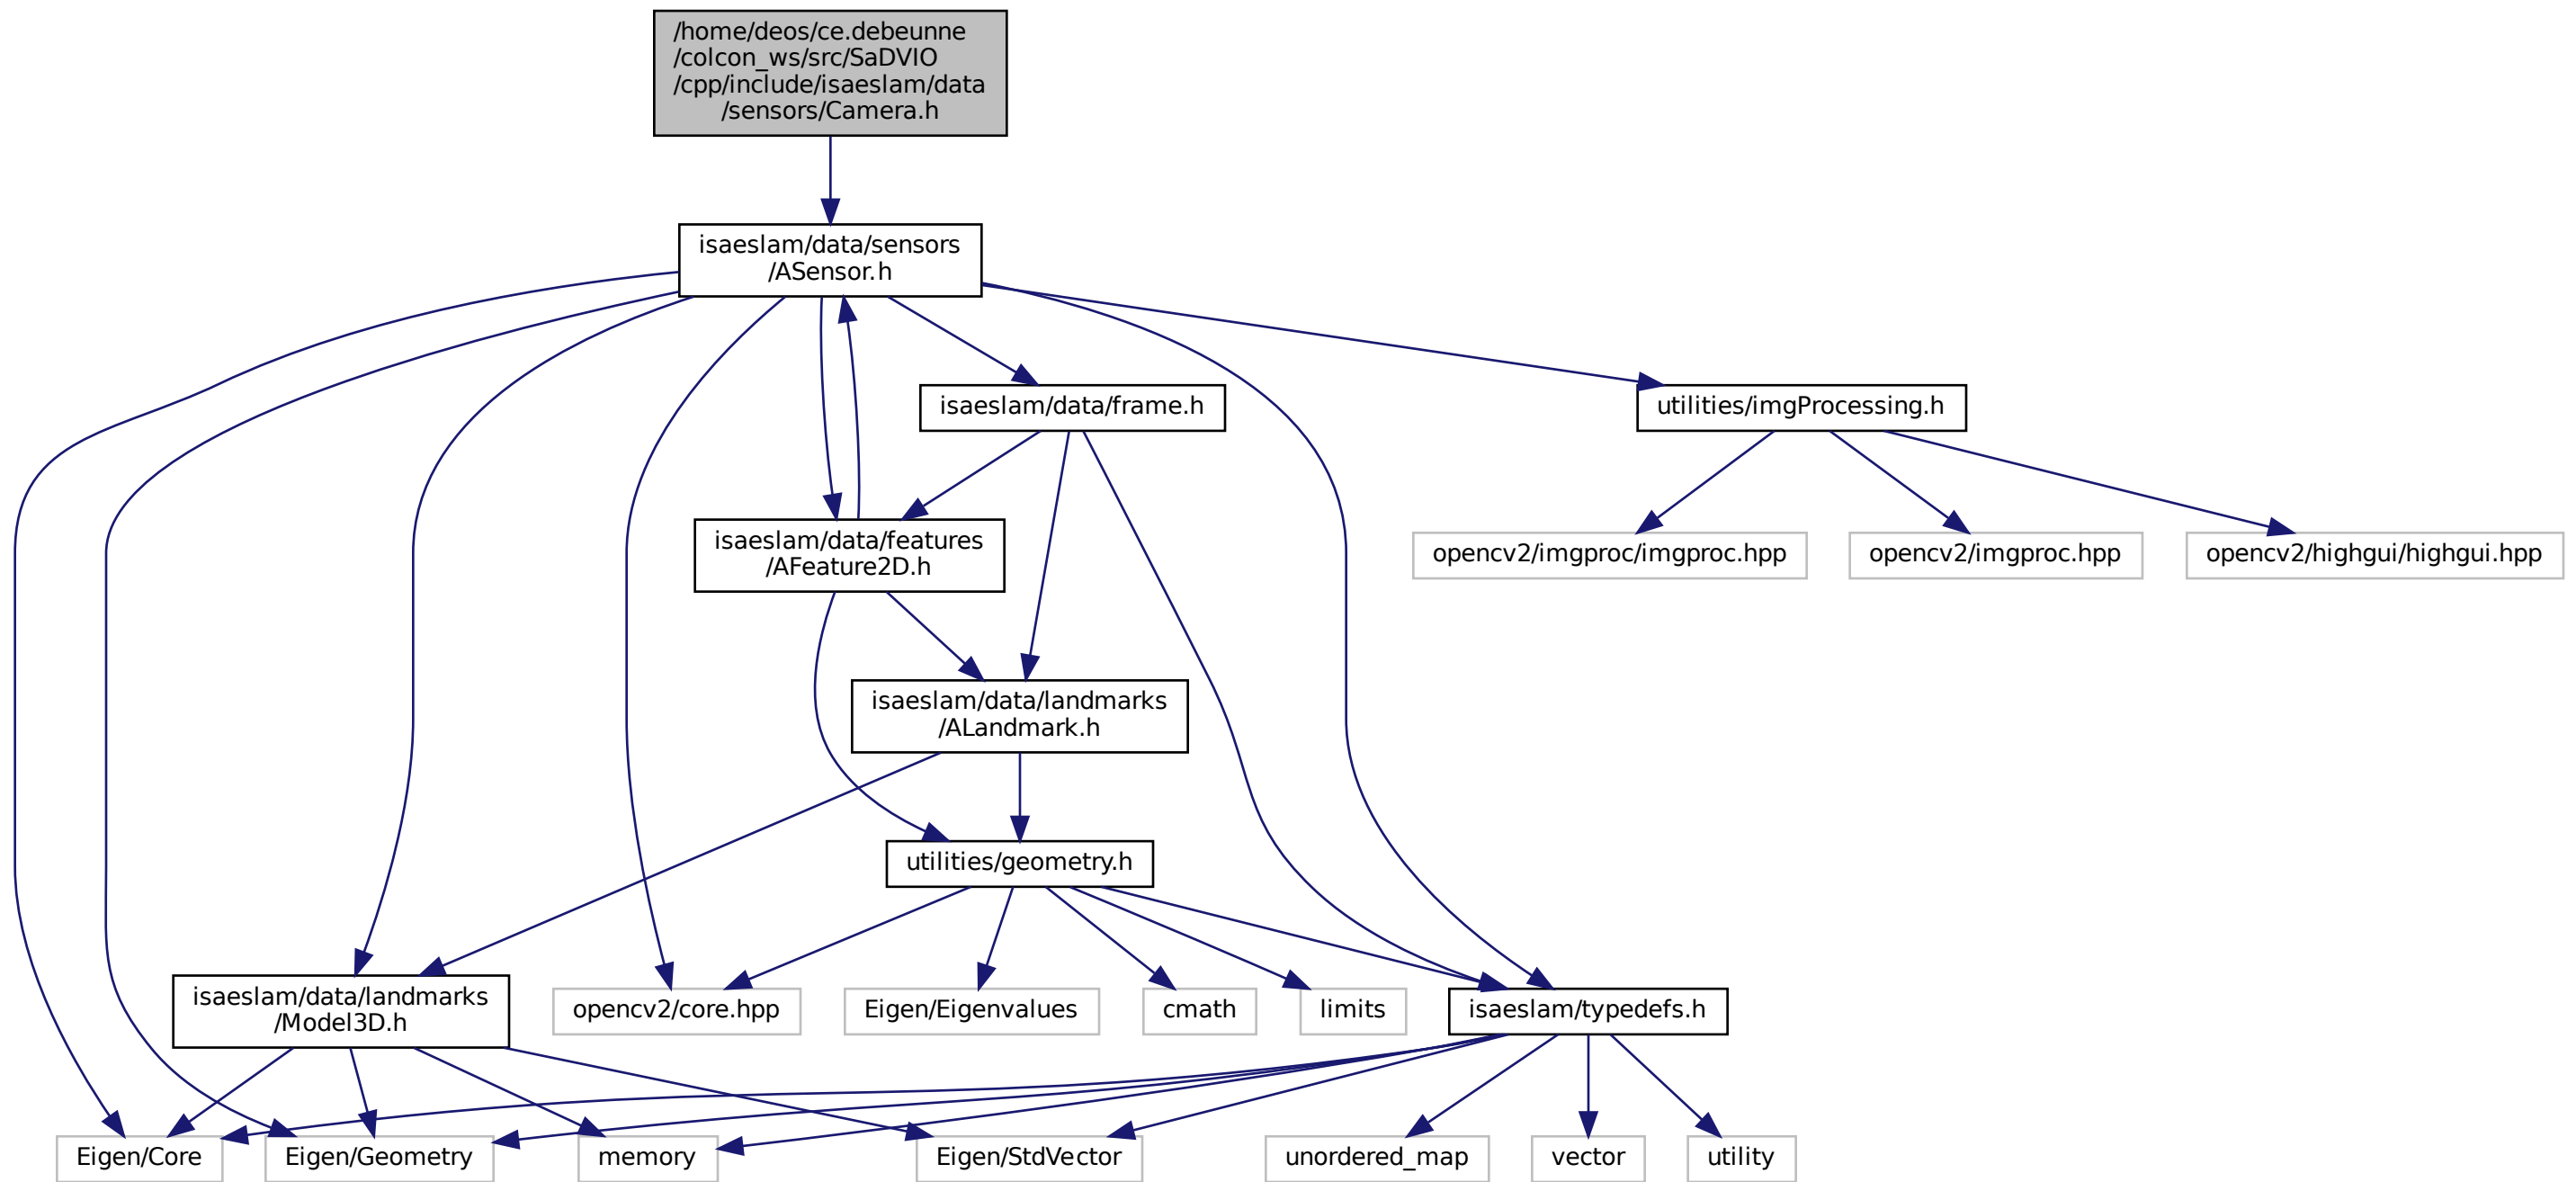 /home/deos/ce.debeunne
/colcon_ws/src/SaDVIO
/cpp/include/isaeslam/data
/sensors/Camera.h
isaeslam/data/sensors
/ASensor.h
isaeslam/data/frame.h
utilities/imgProcessing.h
isaeslam/data/features
/AFeature2D.h
opencv2/imgproc/imgproc.hpp
opencv2/imgproc.hpp
opencv2/highgui/highgui.hpp
isaeslam/data/landmarks
/ALandmark.h
utilities/geometry.h
isaeslam/data/landmarks
/Model3D.h
opencv2/core.hpp
Eigen/Eigenvalues
cmath
limits
isaeslam/typedefs.h
Eigen/Core
Eigen/Geometry
memory
Eigen/StdVector
unordered_map
vector
utility